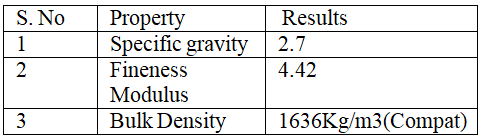 S. No Property Results
1 Specific gravity 2.7
2 Fineness 4.42
Modulus
3 Bulk Density 1636Kg/m3(Compat)